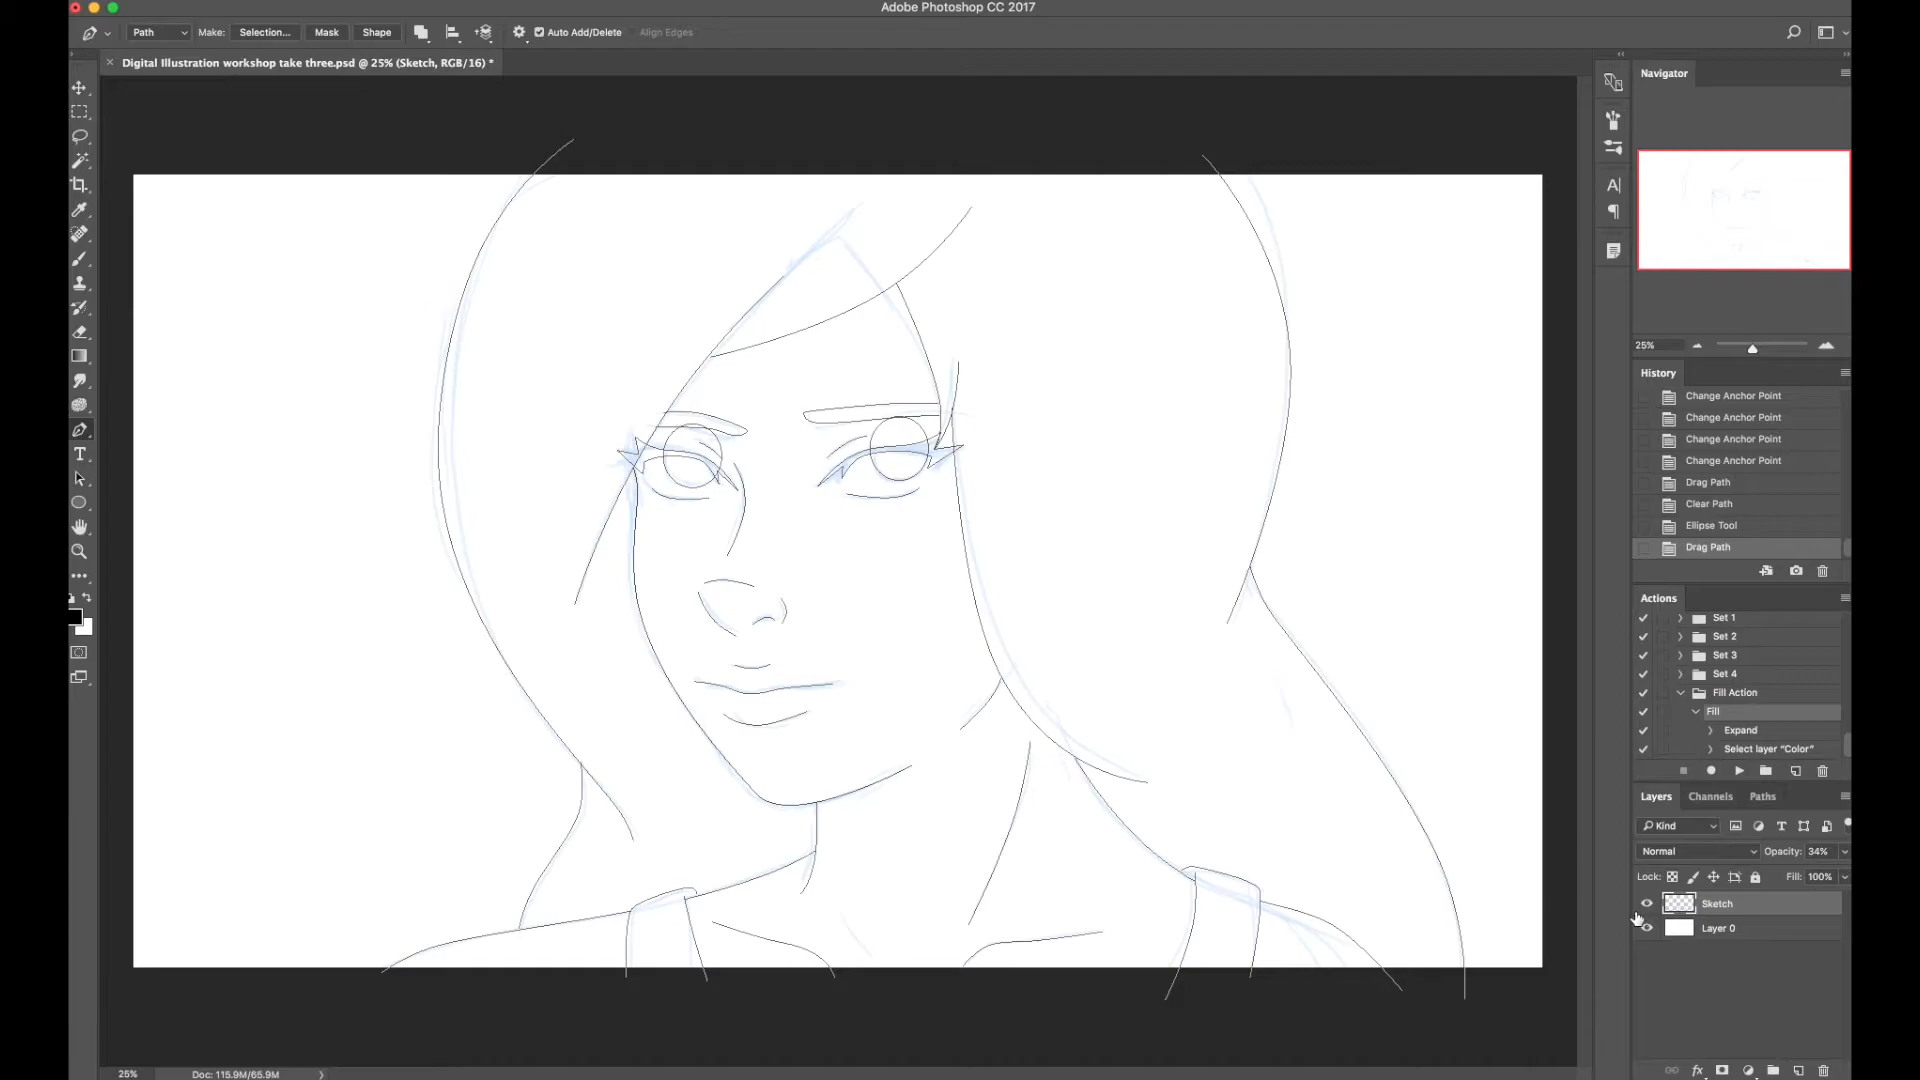 Adobe Photoshop CC 2017
Path Make: Selection... Mask Shape Auto Add/Delete Align Edges
Digital Illustration workshop take three.psd @ 25% (Sketch, RGB/16) *
Navigator
25%
History
Change Anchor Point
Change Anchor Point
Change Anchor Point
Change Anchor Point
Drag Path
Clear Path
Ellipse Tool
Drag Path
Actions
Set 1
Set 2
Set 3
Set 4
Fill Action
Fill
Expand
Select layer “Color”
Layers Channels Paths
Kind
Normal Opacity: 34%
Lock: Fill: 100%
Sketch
Layer 0
25% Doc: 115.9M/65.9M